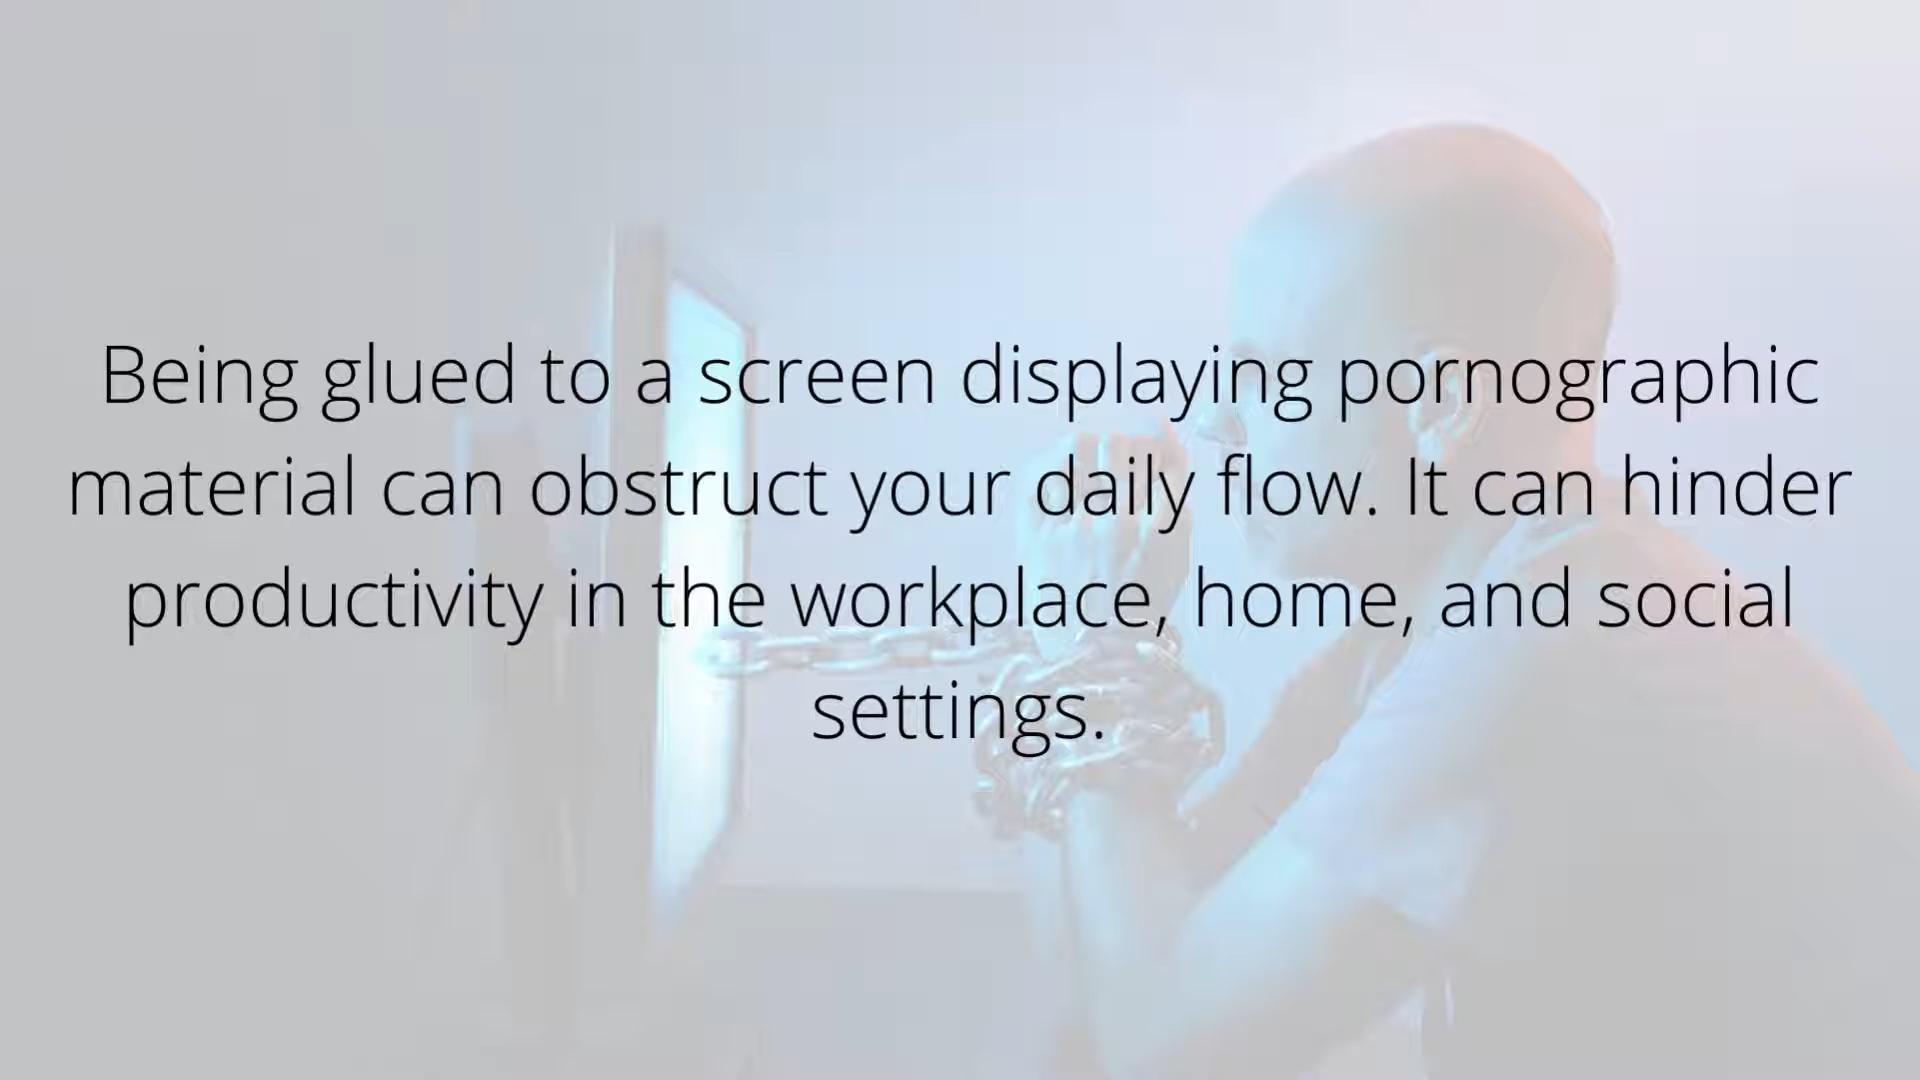 Being glued to a screen displaying pornographic
material can obstruct your daily flow. It can hinder
productivity in the workplace, home, and social
settings.